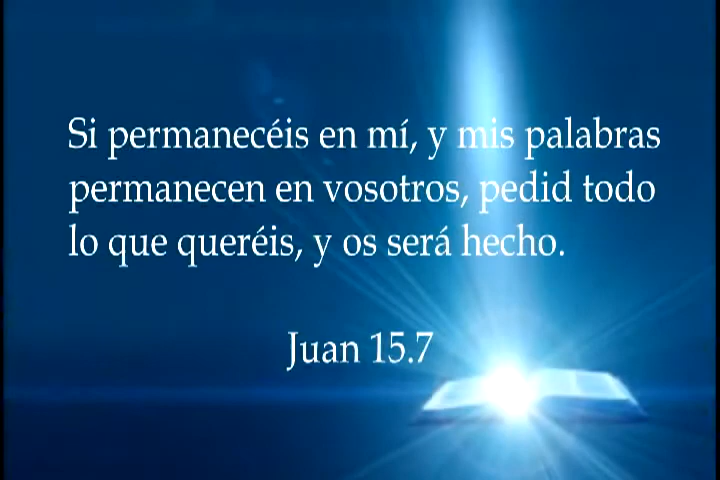 Si permanecéis en mí, y mis palabras
permanecen en vosotros, pedid todo
lo que queréis, y os será hecho.
Juan 15.7